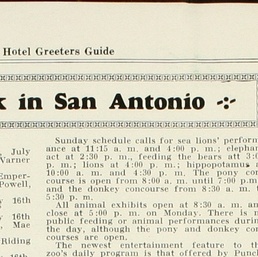 Hotel Greeters Guide
k in San Antonio
July
Varner
Emper-
Powell,
16th
16th
Mae
Riding
Sunday schedule calls for sea lions' perform-
ance at 11:15 a. m. and 4:00 p. m.; elephan
act at 2:30 p. m., feeding the bears att 3:0
p. m.; lions at 4:00 p. m.; hippopotamus
10:00 a. m. and 4:30 p. m. The pony con
course is open from 8:00 a. m. until 7:00 p.m
and the donkey concourse from 8:30 a. m. t
5:30 p. m.
All animal exhibits open at 8:30 a. m. a
close at 5:00 p. m. on Monday. There is n
public feeding or animal performances durin
the day, although the pony and donkey con
courses are open.
The newest entertainment feature to th
zoo's daily program is that offered by Punch